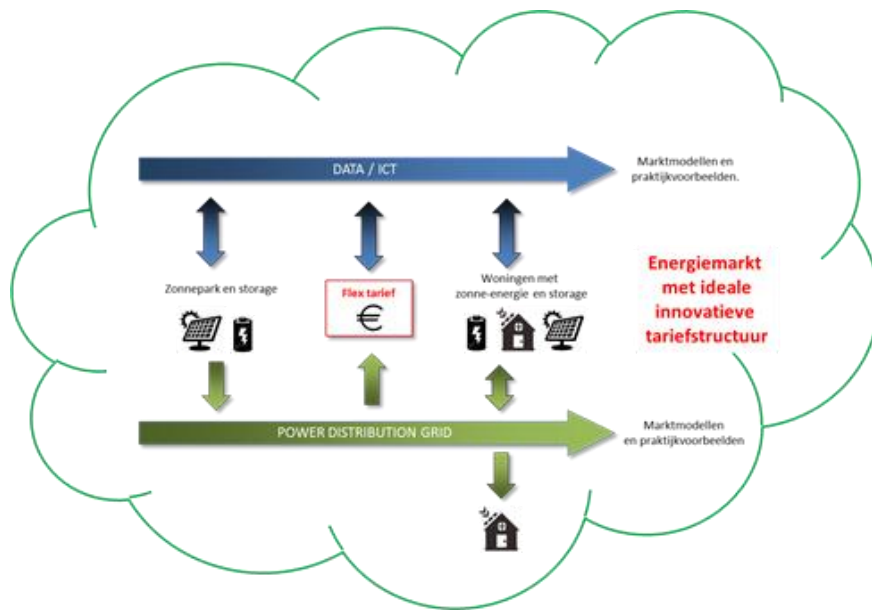 DATA / ICT
Marktmodellen en
praktijkvoorbeelden.
Zonnepark en storage
Flex tarief
€
Woningen met
zonne-energie en storage
Energiemarkt
met ideale
innovatieve
tariefstructuur
POWER DISTRIBUTION GRID
Marktmodellen
en praktijkvoorbeelden